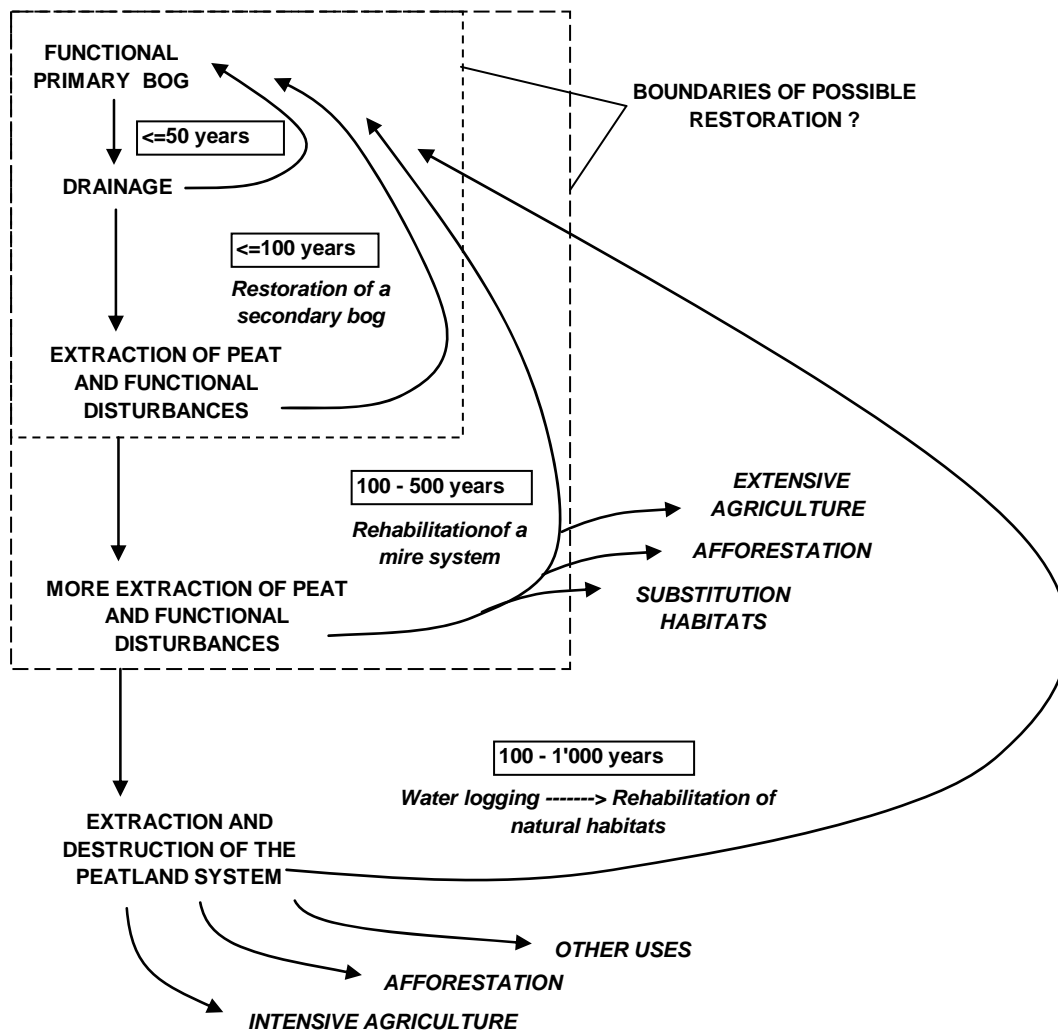 FUNCTIONAL
PRIMARY BOG
BOUNDARIES OF POSSIBLE
RESTORATION ?
<=50 years
DRAINAGE
<=100 years
Restoration of a
secondary bog
EXTRACTION OF PEAT
AND FUNCTIONAL
DISTURBANCES
100 - 500 years
Rehabilitationof a
mire system
EXTENSIVE
AGRICULTURE
AFFORESTATION
SUBSTITUTION
HABITATS
MORE EXTRACTION OF PEAT
AND FUNCTIONAL
DISTURBANCES
100 - 1'000 years
Water logging -------> Rehabilitation of
natural habitats
EXTRACTION AND
DESTRUCTION OF THE
PEATLAND SYSTEM
OTHER USES
AFFORESTATION
INTENSIVE AGRICULTURE